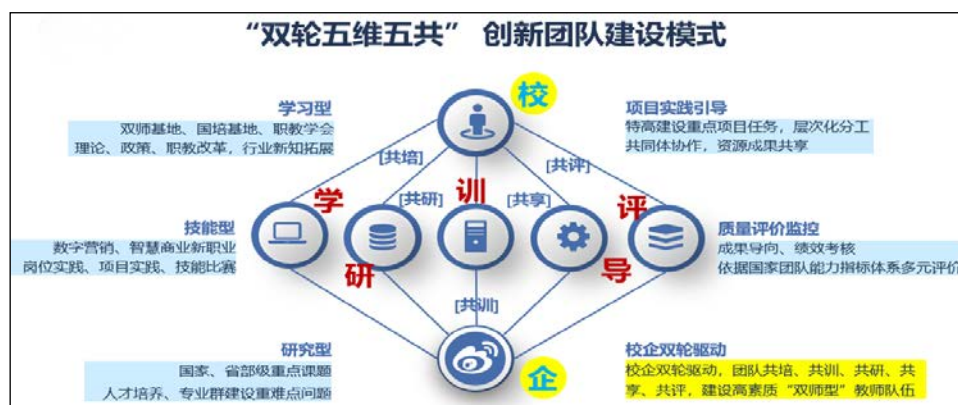 “双轮五维五共” 创新团队建设模式
校
学习型
双师基地、国培基地、职教学会
理论、政策、职教改革，行业新知拓展
项目实践引导
特高建设重点项目任务，层次化分工
共同体协作，资源成果共享
[共培]
[共评]
学
[共研]
训
[共享]
评
技能型
数字营销、智慧商业新职业
岗位实践、项目实践、技能比赛
质量评价监控
成果导向、绩效考核
依据国家团队能力指标体系多元评价
研
导
[共训]
研究型
国家、省部级重点课题
人才培养、专业群建设重难点问题
企
校企双轮驱动
校企双轮驱动，团队共培、共训、共研、共
享、共评，建设高素质“双师型”教师队伍